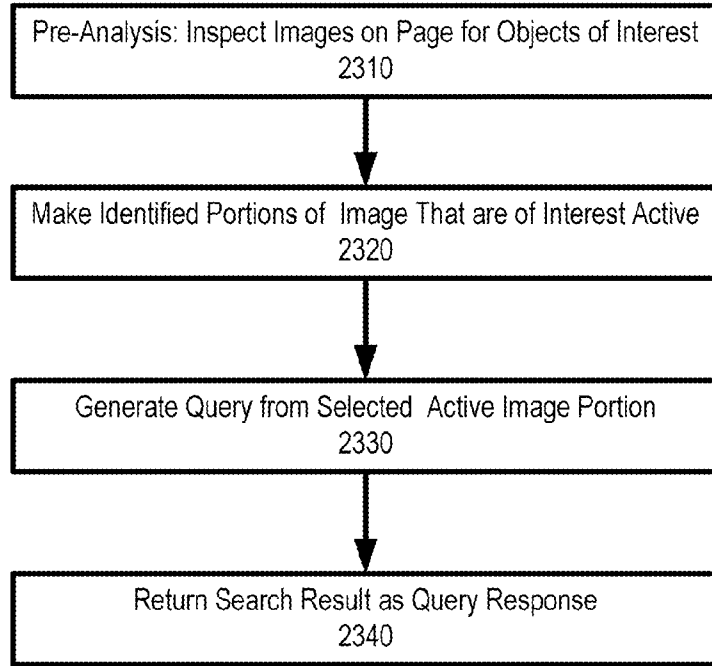 Pre-Analysis: Inspect Images on Page for Objects of Interest
2310
Make Identified Portions of Image That are of Interest Active
2320
Generate Query from Selected Active Image Portion
2330
Return Search Result as Query Response
2340